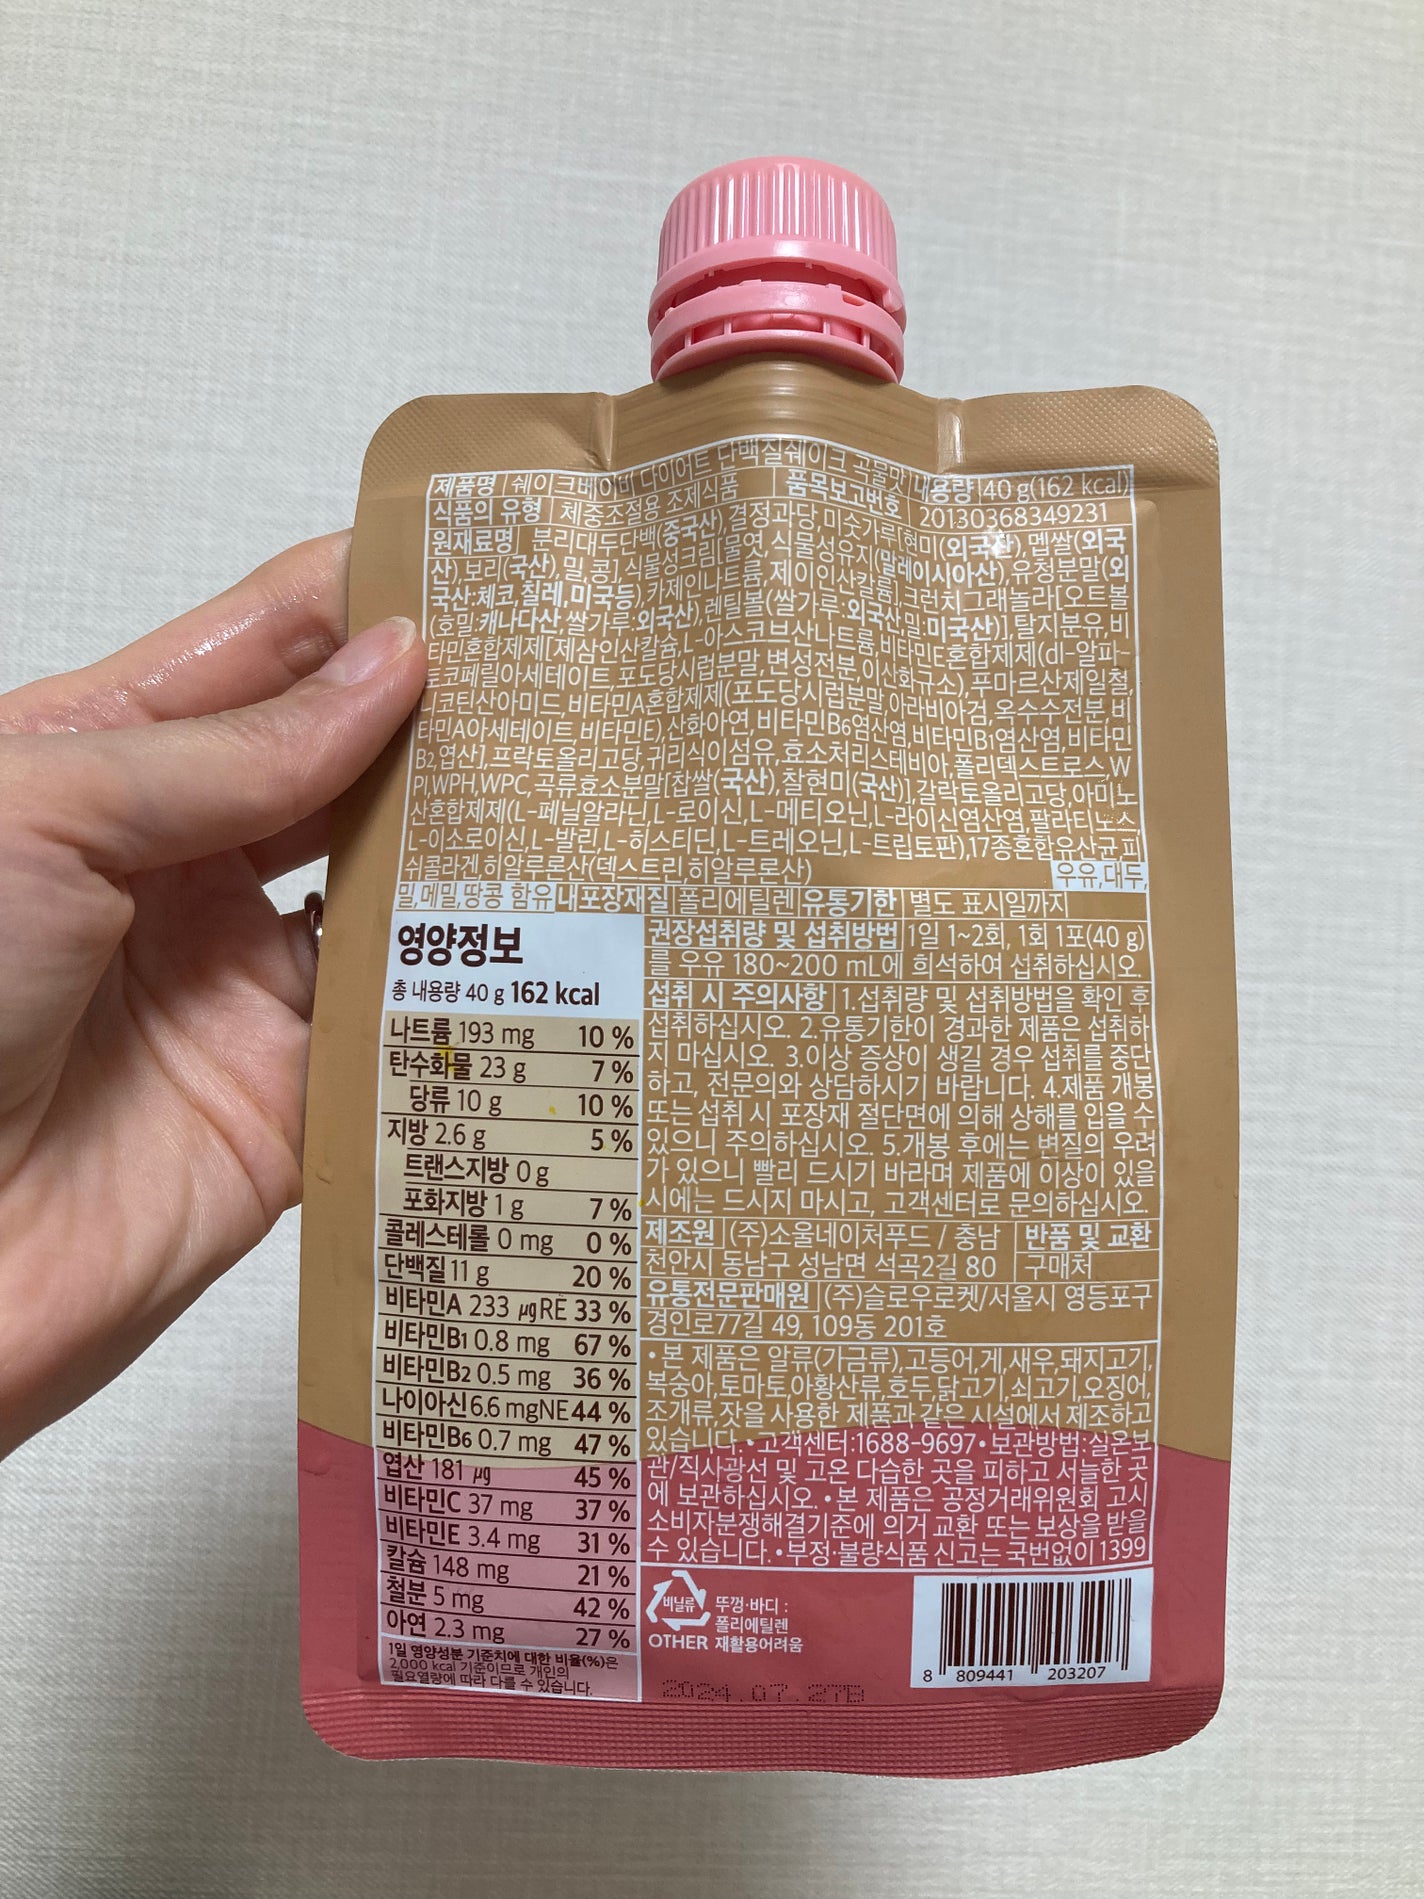 제품명 쉐이크베이비 다이어트 단백질쉐이크 곡물맛 내용량 40 g(162 kcal)
식품의 유형 체중조절용 조제식품 품목보고번호 20130368349231
원재료명 분리대두단백(중국산),결정과당,미숫가루[현미(외국산),멥쌀(외국
산),보리(국산),밀,콩],식물성크림[물엿,식물성유지(말레이시아산),유청분말(외
국산:체코,칠레,미국등),카제인나트륨,제이인산칼륨],크런치그래놀라[오트볼
(호밀:캐나다산,쌀가루:외국산),렌틸볼(쌀가루:외국산,밀:미국산)],탈지분유,비
타민혼합제제[제삼인산칼슘,L-아스코브산나트륨,비타민E혼합제제(dl-알파-
토코페릴아세테이트,포도당시럽분말,변성전분,이산화규소),푸마르산제일철,
니코틴산아미드,비타민A혼합제제(포도당시럽분말,아라비아검,옥수수전분,비
타민A아세테이트,비타민E),산화아연,비타민B6염산염,비타민B1염산염,비타민
B2,엽산],프락토올리고당,귀리식이섬유,효소처리스테비아,폴리덱스트로스,W
PI,WPH,WPC,곡류효소분말[찹쌀(국산),찰현미(국산)],갈락토올리고당,아미노
산혼합제제(L-페닐알라닌,L-로이신,L-메티오닌,L-라이신염산염,팔라티노스,
L-이소로이신,L-발린,L-히스티딘,L-트레오닌,L-트립토판),17종혼합유산균,피
쉬콜라겐,히알루론산(덱스트린,히알루론산) 우유,대두,
밀,메밀,땅콩 함유 내포장재질 폴리에틸렌 유통기한 별도 표시일까지
영양정보
총 내용량 40 g 162 kcal
나트륨 193 mg 10 %
탄수화물 23 g 7 %
당류 10 g 10 %
지방 2.6 g 5 %
트랜스지방 0 g
포화지방 1 g 7 %
콜레스테롤 0 mg 0 %
단백질 11 g 20 %
비타민A 233 μg RE 33 %
비타민B1 0.8 mg 67 %
비타민B2 0.5 mg 36 %
나이아신 6.6 mgNE 44 %
비타민B6 0.7 mg 47 %
엽산 181 μg 45 %
비타민C 37 mg 37 %
비타민E 3.4 mg 31 %
칼슘 148 mg 21 %
철분 5 mg 42 %
아연 2.3 mg 27 %
1일 영양성분 기준치에 대한 비율(%)은
2,000 kcal 기준이므로 개인의
필요열량에 따라 다를 수 있습니다.
권장섭취량 및 섭취방법 1일 1~2회, 1회 1포(40 g)
를 우유 180~200 mL에 희석하여 섭취하십시오.
섭취 시 주의사항 1.섭취량 및 섭취방법을 확인 후
섭취하십시오. 2.유통기한이 경과한 제품은 섭취하
지 마십시오. 3.이상 증상이 생길 경우 섭취를 중단
하고, 전문의와 상담하시기 바랍니다. 4.제품 개봉
또는 섭취 시 포장재 절단면에 의해 상해를 입을 수
있으니 주의하십시오. 5.개봉 후에는 변질의 우려
가 있으니 빨리 드시기 바라며 제품에 이상이 있을
시에는 드시지 마시고, 고객센터로 문의하십시오.
제조원 (주)소울네이처푸드 / 충남
천안시 동남구 성남면 석곡2길 80
반품 및 교환
구매처
유통전문판매원 (주)슬로우로켓/서울시 영등포구
경인로77길 49, 109동 201호
• 본 제품은 알류(가금류),고등어,게,새우,돼지고기,
복숭아,토마토,아황산류,호두,닭고기,쇠고기,오징어,
조개류,잣을 사용한 제품과 같은 시설에서 제조하고
있습니다. • 고객센터:1688-9697 • 보관방법:실온보
관/직사광선 및 고온 다습한 곳을 피하고 서늘한 곳
에 보관하십시오. • 본 제품은 공정거래위원회 고시
소비자분쟁해결기준에 의거 교환 또는 보상을 받을
수 있습니다. • 부정·불량식품 신고는 국번없이 1399
비닐류
OTHER
뚜껑·바디 :
폴리에틸렌
재활용어려움
8 809441 203207
2024.07.27B